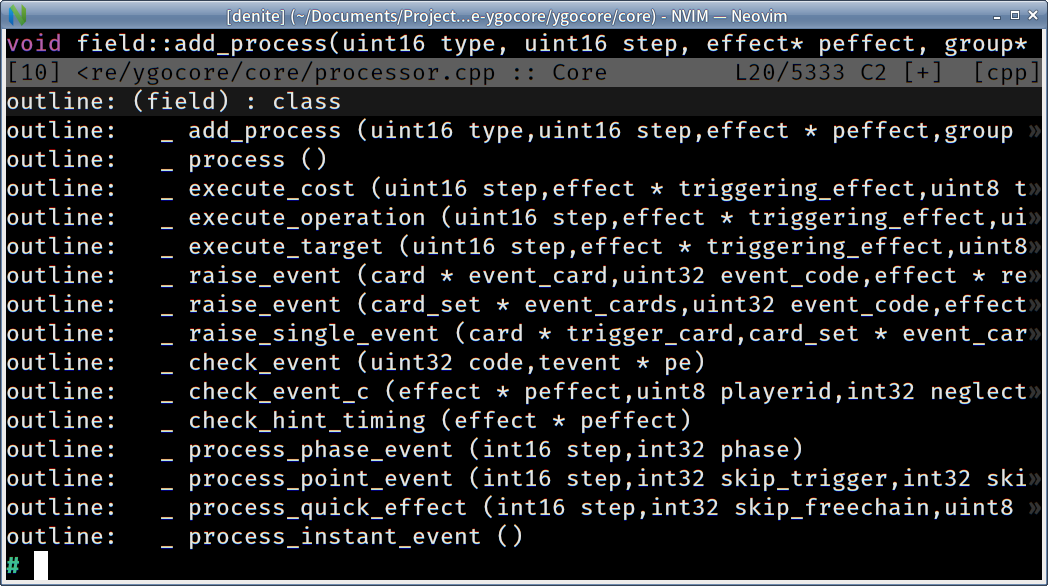 [denite] (~/Documents/Project...e-ygocore/ygocore/core) - NVIM — Neovim
void field::add_process(uint16 type, uint16 step, effect* peffect, group*
[10] <re/ygocore/core/processor.cpp :: Core L20/5333 C2 [+] [cpp]
outline: (field) : class
outline: _ add_process (uint16 type,uint16 step,effect * peffect,group »
outline: _ process ()
outline: _ execute_cost (uint16 step,effect * triggering_effect,uint8 t»
outline: _ execute_operation (uint16 step,effect * triggering_effect,ui»
outline: _ execute_target (uint16 step,effect * triggering_effect,uint8»
outline: _ raise_event (card * event_card,uint32 event_code,effect * re»
outline: _ raise_event (card_set * event_cards,uint32 event_code,effect»
outline: _ raise_single_event (card * trigger_card,card_set * event_car»
outline: _ check_event (uint32 code,tevent * pe)
outline: _ check_event_c (effect * peffect,uint8 playerid,int32 neglect»
outline: _ check_hint_timing (effect * peffect)
outline: _ process_phase_event (int16 step,int32 phase)
outline: _ process_point_event (int16 step,int32 skip_trigger,int32 ski»
outline: _ process_quick_effect (int16 step,int32 skip_freechain,uint8 »
outline: _ process_instant_event ()
#